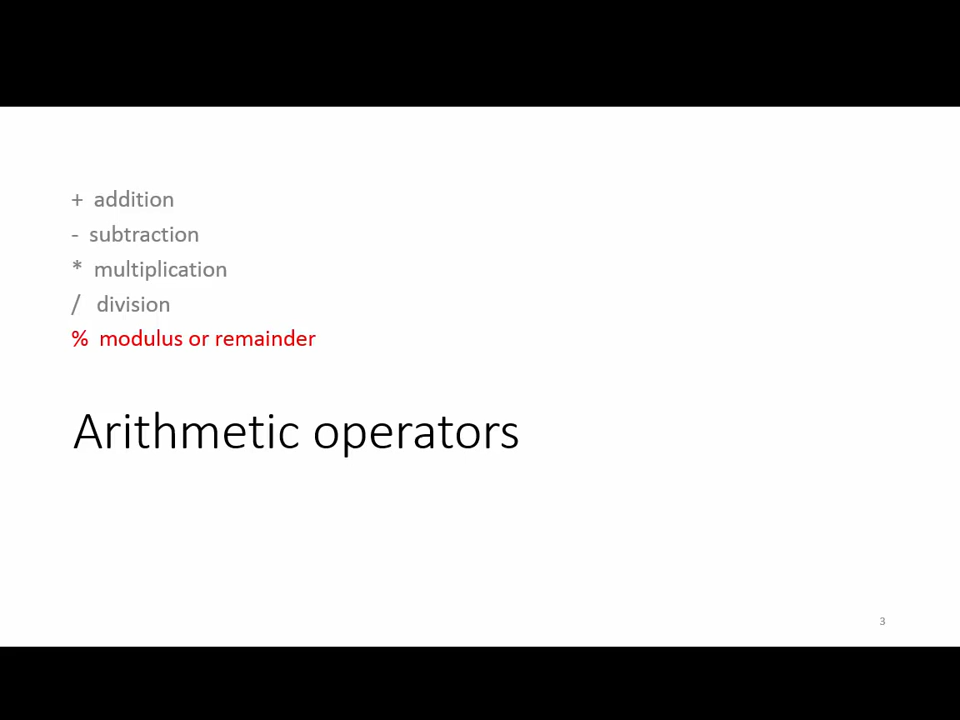 + addition
- subtraction
* multiplication
/ division
% modulus or remainder
Arithmetic operators
3